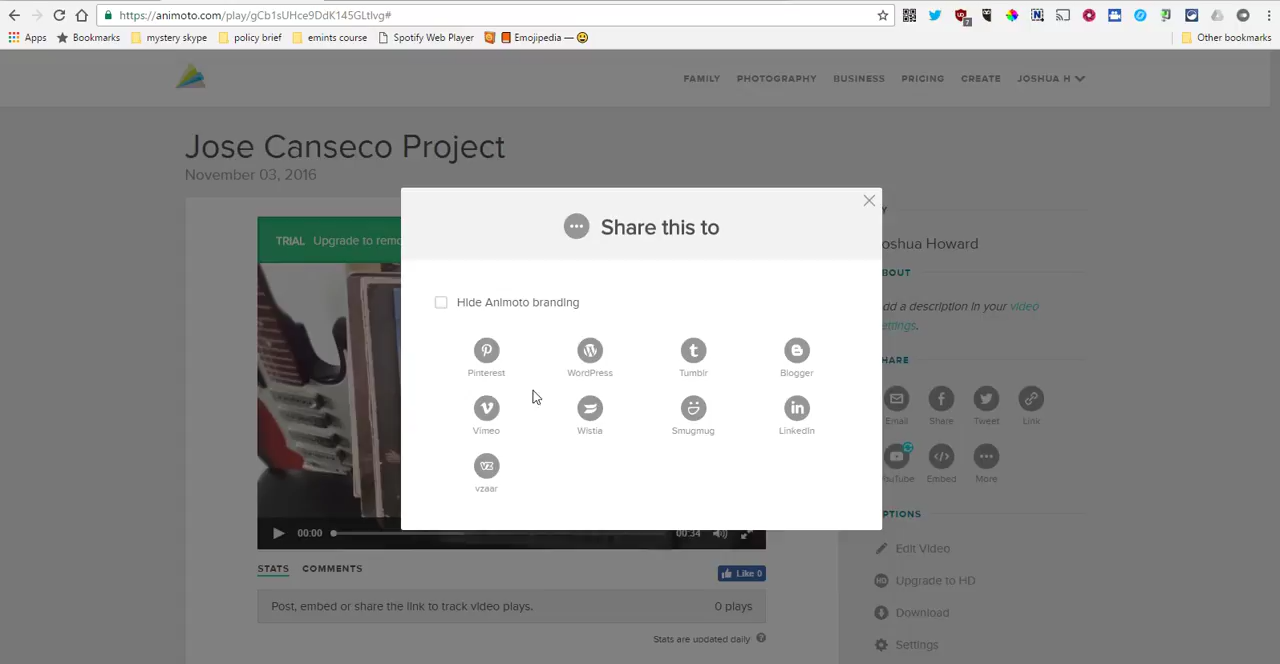 https://animoto.com/play/gCb1sUHce9DdK145GLtlvg#
7
Apps
Bookmarks
mystery skype
policy brief
emints course
Spotify Web Player
Emojipedia —
Other bookmarks
FAMILY
PHOTOGRAPHY
BUSINESS
PRICING
CREATE
JOSHUA H
Jose Canseco Project
November 03, 2016
TRIAL Upgrade to remo
Share this to
Hide Animoto branding
Pinterest
WordPress
Tumblr
Blogger
Vimeo
Wistia
Smugmug
LinkedIn
vzaar
Y
oshua Howard
BOUT
dd a description in your video
ettings.
HARE
Email
Share
Tweet
Link
YouTube
Embed
More
PTIONS
Edit Video
HD Upgrade to HD
Download
Settings
00:00
00:34
STATS
COMMENTS
Like 0
Post, embed or share the link to track video plays.
0 plays
Stats are updated daily ?